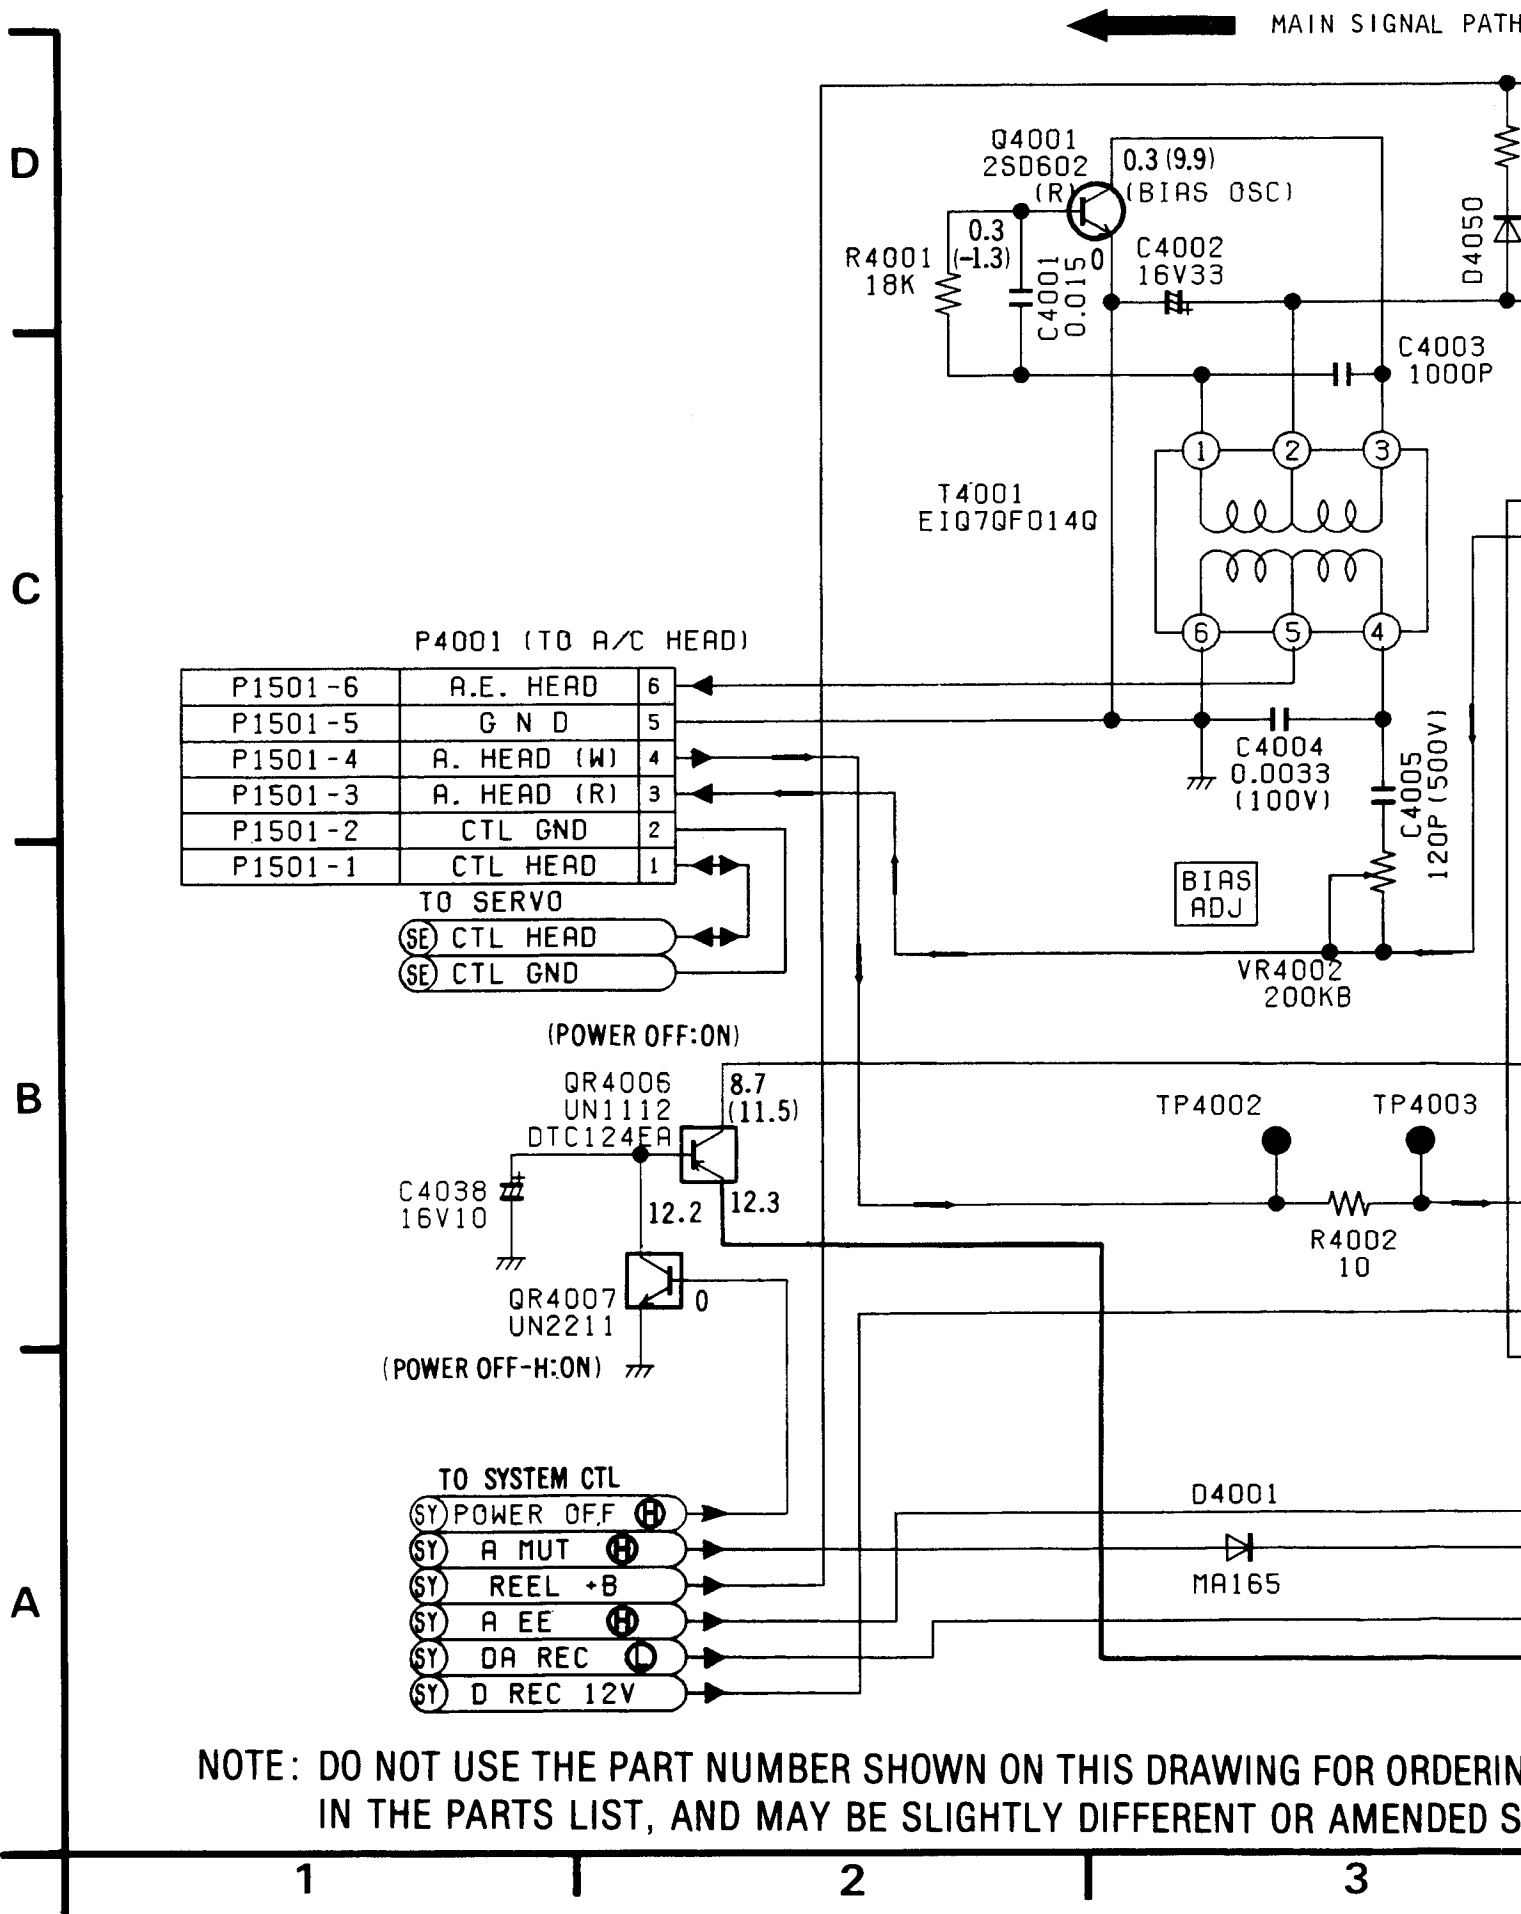 MAIN SIGNAL PATH
D
Q4001
2SD602
(R)
0.3 (9.9)
(BIAS OSC)
0.3
(-1.3)
R4001
18K
C4001
0.015
0
C4002
16V33
D4050
C4003
1000P
1
2
3
T4001
EIQ7QF014Q
C
6
5
4
P4001 (TO A/C HEAD)
P1501-6 A.E. HEAD 6
P1501-5 G N D 5
P1501-4 A. HEAD (W) 4
P1501-3 A. HEAD (R) 3
P1501-2 CTL GND 2
P1501-1 CTL HEAD 1
C4004
0.0033
(100V)
C4005
120P(500V)
BIAS
ADJ
TO SERVO
SE CTL HEAD
SE CTL GND
VR4002
200KB
(POWER OFF:ON)
B
QR4006
UN1112
DTC124EA
8.7
(11.5)
TP4002
TP4003
C4038
16V10
12.2
12.3
R4002
10
QR4007
UN2211
0
(POWER OFF-H:ON)
TO SYSTEM CTL
SY POWER OFF H
SY A MUT H
SY REEL +B
SY A EE H
SY DA REC L
SY D REC 12V
D4001
MA165
A
NOTE: DO NOT USE THE PART NUMBER SHOWN ON THIS DRAWING FOR ORDERIN
IN THE PARTS LIST, AND MAY BE SLIGHTLY DIFFERENT OR AMENDED S
1
2
3